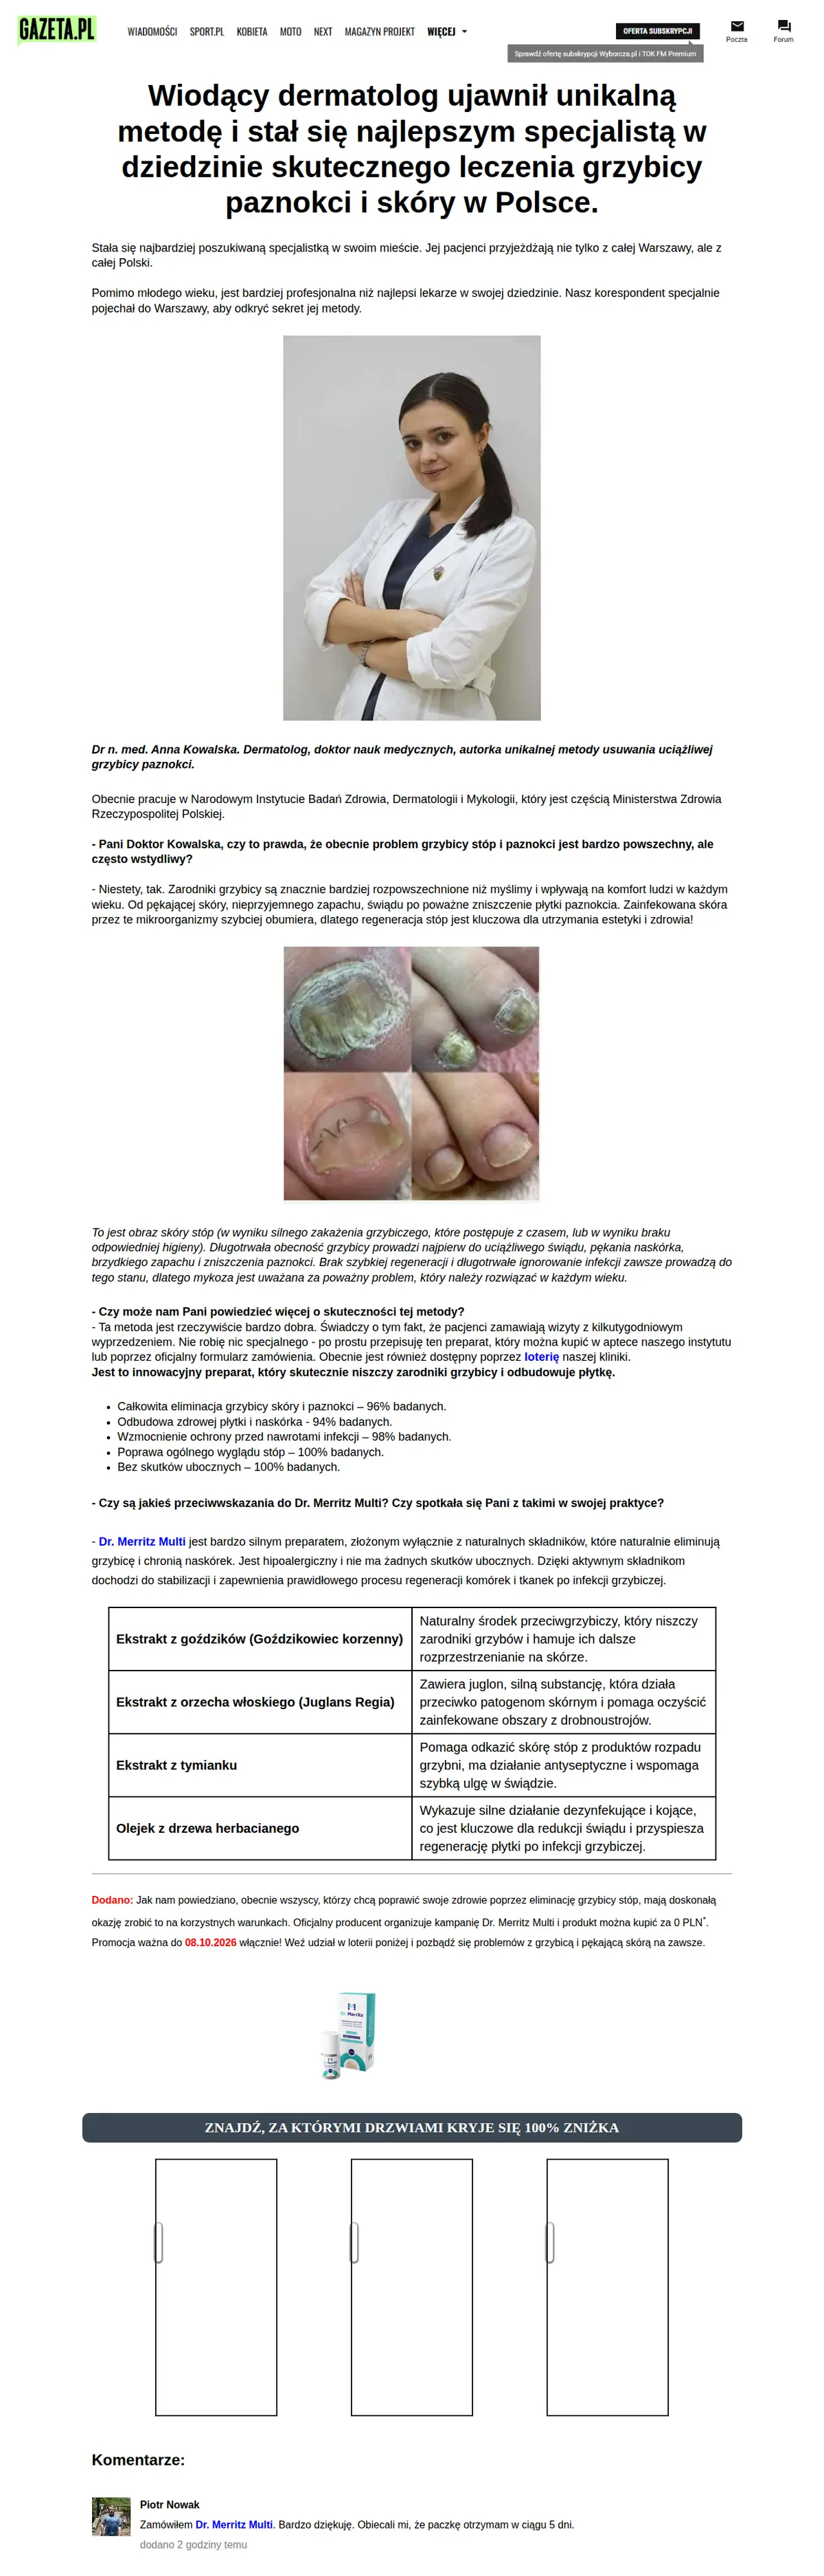 GAZETA.PL
WIADOMOŚCI SPORT.PL KOBIETA MOTO NEXT MAGAZYN PROJEKT WIĘCEJ
OFERTA SUBSKRYPCJI
Sprawdź ofertę subskrypcji Wyborcza.pl i TOK FM Premium
Poczta
Forum
Wiodący dermatolog ujawnił unikalną
metodę i stał się najlepszym specjalistą w
dziedzinie skutecznego leczenia grzybicy
paznokci i skóry w Polsce.
Stała się najbardziej poszukiwaną specjalistką w swoim mieście. Jej pacjenci przyjeżdżają nie tylko z całej Warszawy, ale z
całej Polski.
Pomimo młodego wieku, jest bardziej profesjonalna niż najlepsi lekarze w swojej dziedzinie. Nasz korespondent specjalnie
pojechał do Warszawy, aby odkryć sekret jej metody.
Dr n. med. Anna Kowalska. Dermatolog, doktor nauk medycznych, autorka unikalnej metody usuwania uciążliwej
grzybicy paznokci.
Obecnie pracuje w Narodowym Instytucie Badań Zdrowia, Dermatologii i Mykologii, który jest częścią Ministerstwa Zdrowia
Rzeczypospolitej Polskiej.
- Pani Doktor Kowalska, czy to prawda, że obecnie problem grzybicy stóp i paznokci jest bardzo powszechny, ale
często wstydliwy?
- Niestety, tak. Zarodniki grzybicy są znacznie bardziej rozpowszechnione niż myślimy i wpływają na komfort ludzi w każdym
wieku. Od pękającej skóry, nieprzyjemnego zapachu, świądu po poważne zniszczenie płytki paznokcia. Zainfekowana skóra
przez te mikroorganizmy szybciej obumiera, dlatego regeneracja stóp jest kluczowa dla utrzymania estetyki i zdrowia!
To jest obraz skóry stóp (w wyniku silnego zakażenia grzybiczego, które postępuje z czasem, lub w wyniku braku
odpowiedniej higieny). Długotrwała obecność grzybicy prowadzi najpierw do uciążliwego świądu, pękania naskórka,
brzydkiego zapachu i zniszczenia paznokci. Brak szybkiej regeneracji i długotrwałe ignorowanie infekcji zawsze prowadzą do
tego stanu, dlatego mykoza jest uważana za poważny problem, który należy rozwiązać w każdym wieku.
- Czy może nam Pani powiedzieć więcej o skuteczności tej metody?
- Ta metoda jest rzeczywiście bardzo dobra. Świadczy o tym fakt, że pacjenci zamawiają wizyty z kilkutygodniowym
wyprzedzeniem. Nie robię nic specjalnego - po prostu przepisuję ten preparat, który można kupić w aptece naszego instytutu
lub poprzez oficjalny formularz zamówienia. Obecnie jest również dostępny poprzez loterię naszej kliniki.
Jest to innowacyjny preparat, który skutecznie niszczy zarodniki grzybicy i odbudowuje płytkę.
• Całkowita eliminacja grzybicy skóry i paznokci – 96% badanych.
• Odbudowa zdrowej płytki i naskórka - 94% badanych.
• Wzmocnienie ochrony przed nawrotami infekcji – 98% badanych.
• Poprawa ogólnego wyglądu stóp – 100% badanych.
• Bez skutków ubocznych – 100% badanych.
- Czy są jakieś przeciwwskazania do Dr. Merritz Multi? Czy spotkała się Pani z takimi w swojej praktyce?
- Dr. Merritz Multi jest bardzo silnym preparatem, złożonym wyłącznie z naturalnych składników, które naturalnie eliminują
grzybicę i chronią naskórek. Jest hipoalergiczny i nie ma żadnych skutków ubocznych. Dzięki aktywnym składnikom
dochodzi do stabilizacji i zapewnienia prawidłowego procesu regeneracji komórek i tkanek po infekcji grzybiczej.
Ekstrakt z goździków (Goździkowiec korzenny)
Naturalny środek przeciwgrzybiczy, który niszczy
zarodniki grzybów i hamuje ich dalsze
rozprzestrzenianie na skórze.
Ekstrakt z orzecha włoskiego (Juglans Regia)
Zawiera juglon, silną substancję, która działa
przeciwko patogenom skórnym i pomaga oczyścić
zainfekowane obszary z drobnoustrojów.
Ekstrakt z tymianku
Pomaga odkazić skórę stóp z produktów rozpadu
grzybni, ma działanie antyseptyczne i wspomaga
szybką ulgę w świądzie.
Olejek z drzewa herbacianego
Wykazuje silne działanie dezynfekujące i kojące,
co jest kluczowe dla redukcji świądu i przyspiesza
regenerację płytki po infekcji grzybiczej.
Dodano: Jak nam powiedziano, obecnie wszyscy, którzy chcą poprawić swoje zdrowie poprzez eliminację grzybicy stóp, mają doskonałą
okazję zrobić to na korzystnych warunkach. Oficjalny producent organizuje kampanię Dr. Merritz Multi i produkt można kupić za 0 PLN*.
Promocja ważna do 08.10.2026 włącznie! Weź udział w loterii poniżej i pozbądź się problemów z grzybicą i pękającą skórą na zawsze.
Dr. Merritz
ZNAJDŹ, ZA KTÓRYMI DRZWIAMI KRYJE SIĘ 100% ZNIŻKA
Komentarze:
Piotr Nowak
Zamówiłem Dr. Merritz Multi. Bardzo dziękuję. Obiecali mi, że paczkę otrzymam w ciągu 5 dni.
dodano 2 godziny temu